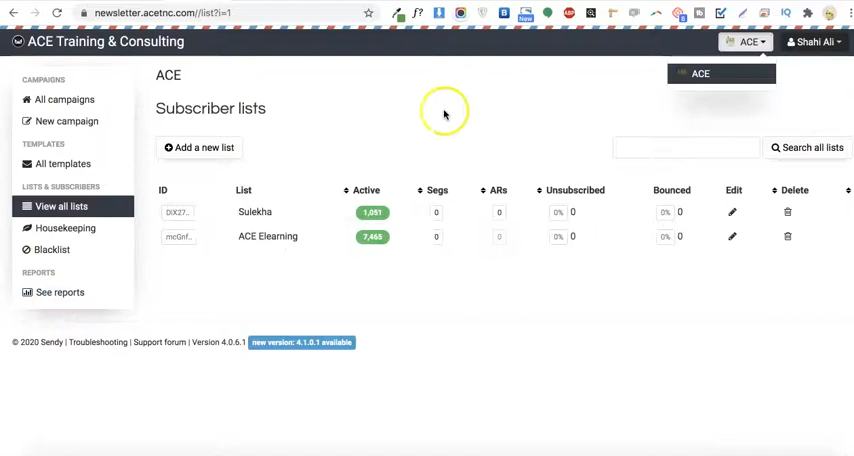 newsletter.acetnc.com//list?i=1
f?
New
6
ACE Training & Consulting
ACE
Shahi Ali
ACE
CAMPAIGNS
All campaigns
New campaign
TEMPLATES
All templates
LISTS & SUBSCRIBERS
View all lists
Housekeeping
Blacklist
REPORTS
See reports
ACE
Subscriber lists
Add a new list
Search all lists
ID List Active Segs ARs Unsubscribed Bounced Edit Delete
DIX27.. Sulekha 1,051 0 0 0% 0 0% 0
mcGnf.. ACE Elearning 7,465 0 0 0% 0 0% 0
© 2020 Sendy | Troubleshooting | Support forum | Version 4.0.6.1 new version: 4.1.0.1 available